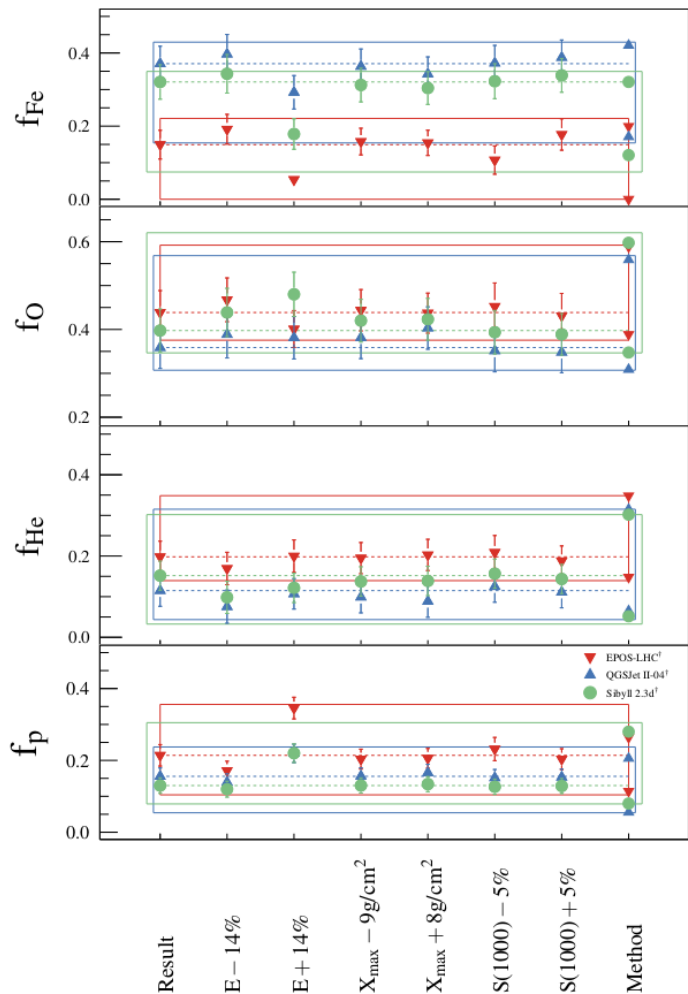 0.4
f_Fe
0.2
0.0
0.6
f_O
0.4
0.2
0.4
f_He
0.2
0.0
EPOS-LHC†
QGSJet II-04†
Sibyll 2.3d†
0.4
f_p
0.2
0.0
Result
E − 14%
E + 14%
X_max − 9g/cm²
X_max + 8g/cm²
S(1000) − 5%
S(1000) + 5%
Method